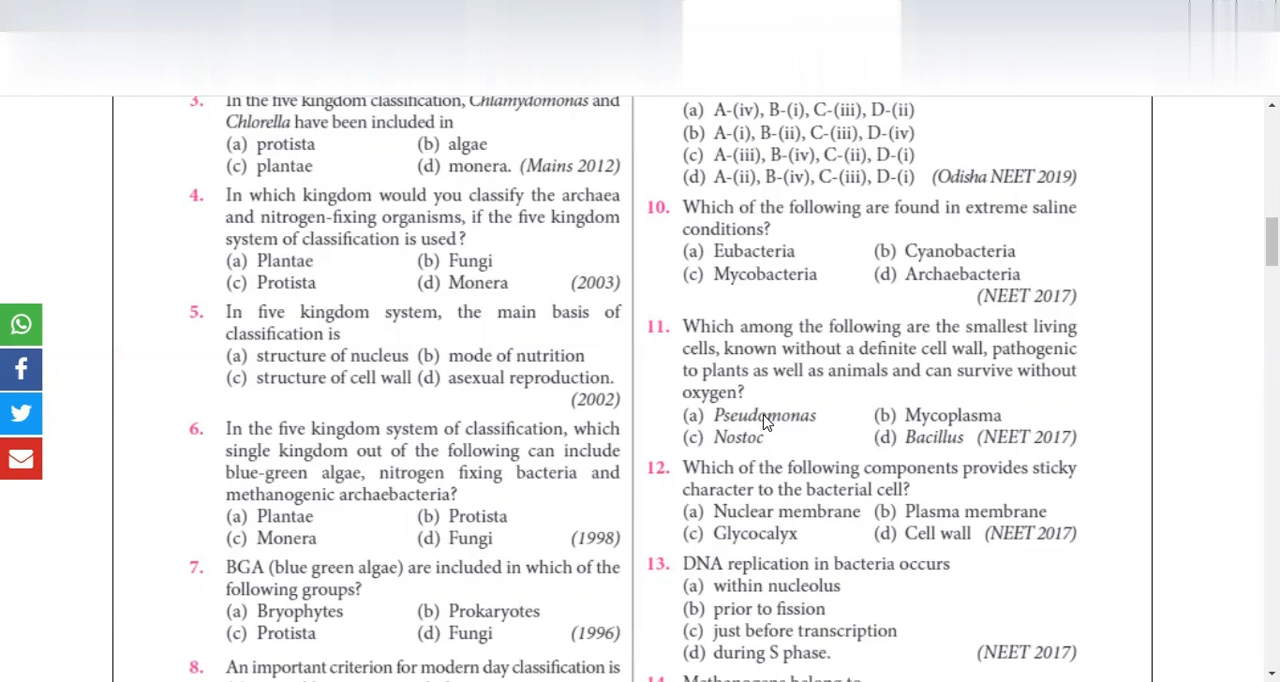 3. In the five kingdom classification, Chlamydomonas and
Chlorella have been included in
(a) protista (b) algae
(c) plantae (d) monera. (Mains 2012)
4. In which kingdom would you classify the archaea
and nitrogen-fixing organisms, if the five kingdom
system of classification is used?
(a) Plantae (b) Fungi
(c) Protista (d) Monera (2003)
5. In five kingdom system, the main basis of
classification is
(a) structure of nucleus (b) mode of nutrition
(c) structure of cell wall (d) asexual reproduction.
(2002)
6. In the five kingdom system of classification, which
single kingdom out of the following can include
blue-green algae, nitrogen fixing bacteria and
methanogenic archaebacteria?
(a) Plantae (b) Protista
(c) Monera (d) Fungi (1998)
7. BGA (blue green algae) are included in which of the
following groups?
(a) Bryophytes (b) Prokaryotes
(c) Protista (d) Fungi (1996)
8. An important criterion for modern day classification is
(a) A-(iv), B-(i), C-(iii), D-(ii)
(b) A-(i), B-(ii), C-(iii), D-(iv)
(c) A-(iii), B-(iv), C-(ii), D-(i)
(d) A-(ii), B-(iv), C-(iii), D-(i) (Odisha NEET 2019)
10. Which of the following are found in extreme saline
conditions?
(a) Eubacteria (b) Cyanobacteria
(c) Mycobacteria (d) Archaebacteria
(NEET 2017)
11. Which among the following are the smallest living
cells, known without a definite cell wall, pathogenic
to plants as well as animals and can survive without
oxygen?
(a) Pseudomonas (b) Mycoplasma
(c) Nostoc (d) Bacillus (NEET 2017)
12. Which of the following components provides sticky
character to the bacterial cell?
(a) Nuclear membrane (b) Plasma membrane
(c) Glycocalyx (d) Cell wall (NEET 2017)
13. DNA replication in bacteria occurs
(a) within nucleolus
(b) prior to fission
(c) just before transcription
(d) during S phase. (NEET 2017)
14. Methanogens belong to